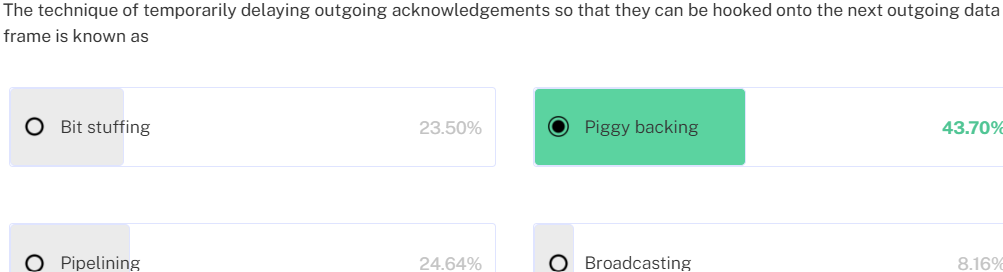 The technique of temporarily delaying outgoing acknowledgements so that they can be hooked onto the next outgoing data
frame is known as
Bit stuffing 23.50%
Piggy backing 43.70%
Pipelining 24.64%
Broadcasting 8.16%